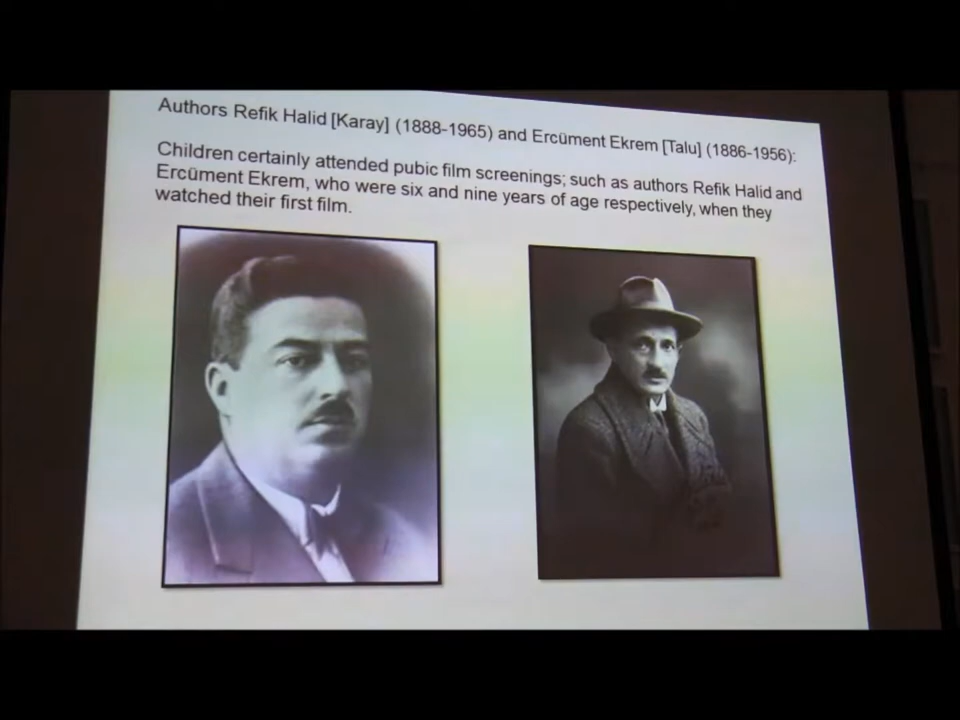 Authors Refik Halid [Karay] (1888-1965) and Ercüment Ekrem [Talu] (1886-1956):
Children certainly attended pubic film screenings; such as authors Refik Halid and
Ercüment Ekrem, who were six and nine years of age respectively, when they
watched their first film.